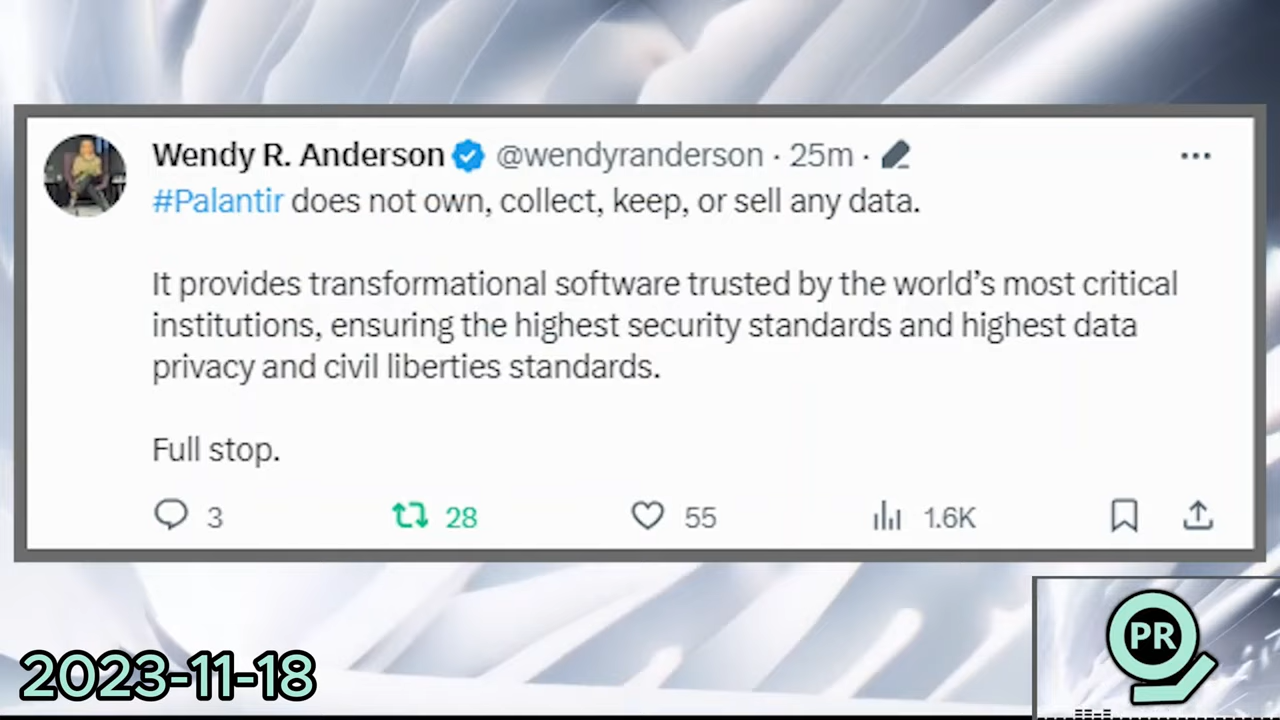 Wendy R. Anderson @wendyranderson · 25m ·
#Palantir does not own, collect, keep, or sell any data.
It provides transformational software trusted by the world’s most critical
institutions, ensuring the highest security standards and highest data
privacy and civil liberties standards.
Full stop.
3 28 55 1.6K
2023-11-18
PR